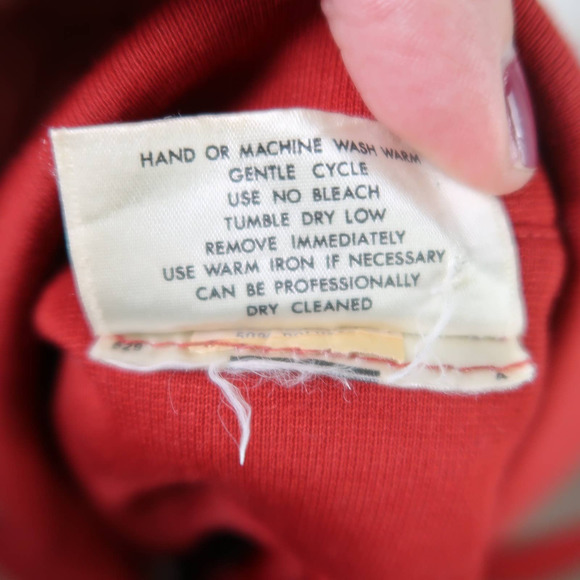 HAND OR MACHINE WASH WARM
GENTLE CYCLE
USE NO BLEACH
TUMBLE DRY LOW
REMOVE IMMEDIATELY
USE WARM IRON IF NECESSARY
CAN BE PROFESSIONALLY
DRY CLEANED